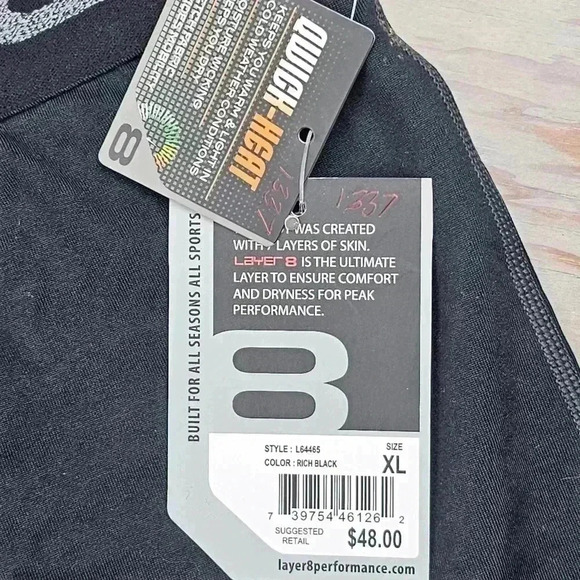 QWICK-HEAT
KEEPS YOU WARM & LIGHT IN
COLD WEATHER CONDITIONS
8
1337
1337
WAS CREATED
WITH 7 LAYERS OF SKIN.
LAYER 8 IS THE ULTIMATE
LAYER TO ENSURE COMFORT
AND DRYNESS FOR PEAK
PERFORMANCE.
BUILT FOR ALL SEASONS ALL SPORTS
8
STYLE : L64465
COLOR : RICH BLACK
SIZE
XL
7 39754 46126 2
SUGGESTED
RETAIL
$48.00
layer8performance.com